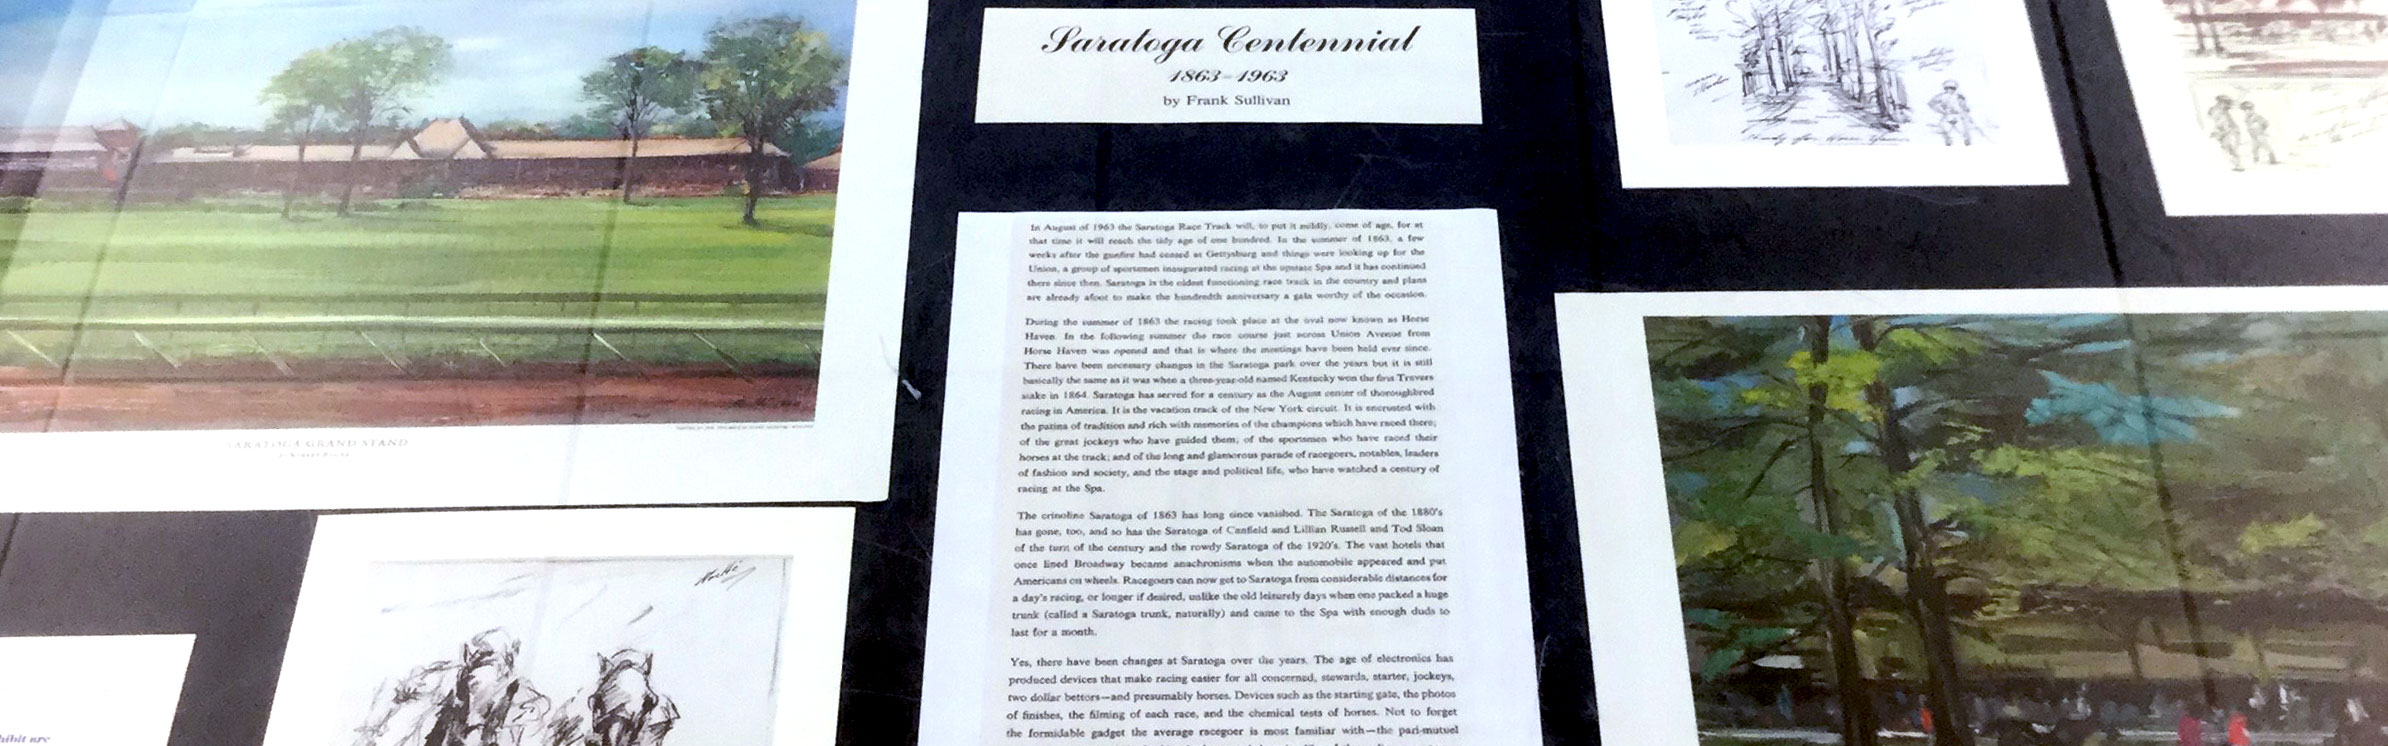 Saratoga Centennial
1863-1963
by Frank Sullivan
In August of 1963 the Saratoga Race Track will, to put it mildly, come of age, for at
that time it will reach the tidy age of one hundred. In the summer of 1863, a few
weeks after the gunfire had ceased at Gettysburg and things were looking up for the
Union, a group of sportsmen inaugurated racing at the upstate Spa and it has continued
there since then. Saratoga is the oldest functioning race track in the country and plans
are already afoot to make the hundredth anniversary a gala worthy of the occasion.
During the summer of 1863 the racing took place at the oval now known as Horse
Haven. In the following summer the race course just across Union Avenue from
Horse Haven was opened and that is where the meetings have been held ever since.
There have been necessary changes in the Saratoga park over the years but it is still
basically the same as it was when a three-year-old named Kentucky won the first Travers
stake in 1864. Saratoga has served for a century as the August center of thoroughbred
racing in America. It is the vacation track of the New York circuit. It is encrusted with
the patina of tradition and rich with memories of the champions which have raced there;
of the great jockeys who have guided them; of the sportsmen who have raced their
horses at the track; and of the long and glamorous parade of racegoers, notables, leaders
of fashion and society, and the stage and political life, who have watched a century of
racing at the Spa.
The crinoline Saratoga of 1863 has long since vanished. The Saratoga of the 1880's
has gone, too, and so has the Saratoga of Canfield and Lillian Russell and Tod Sloan
of the turn of the century and the rowdy Saratoga of the 1920's. The vast hotels that
once lined Broadway became anachronisms when the automobile appeared and put
Americans on wheels. Racegoers can now get to Saratoga from considerable distances for
a day's racing, or longer if desired, unlike the old leisurely days when one packed a huge
trunk (called a Saratoga trunk, naturally) and came to the Spa with enough duds to
last for a month.
Yes, there have been changes at Saratoga over the years. The age of electronics has
produced devices that make racing easier for all concerned, stewards, starter, jockeys,
two dollar bettors—and presumably horses. Devices such as the starting gate, the photos
of finishes, the filming of each race, and the chemical tests of horses. Not to forget
the formidable gadget the average racegoer is most familiar with—the pari-mutuel
SARATOGA GRAND STAND
hibit are